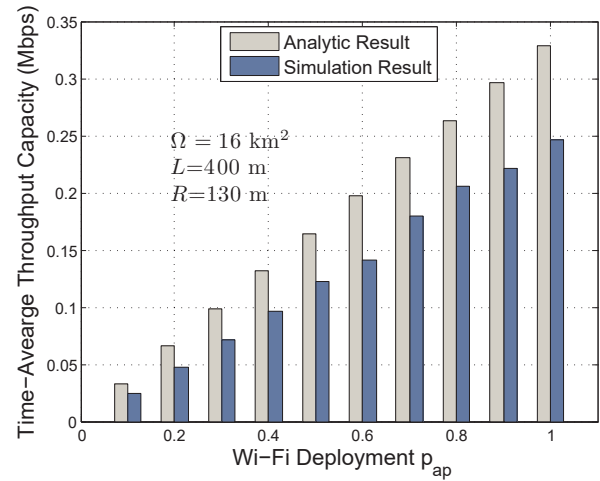 Time−Avearge Throughput Capacity (Mbps)
0.35
0.3
0.25
0.2
0.15
0.1
0.05
0
Analytic Result
Simulation Result
Ω = 16 km²
L=400 m
R=130 m
0 0.2 0.4 0.6 0.8 1
Wi−Fi Deployment p_ap